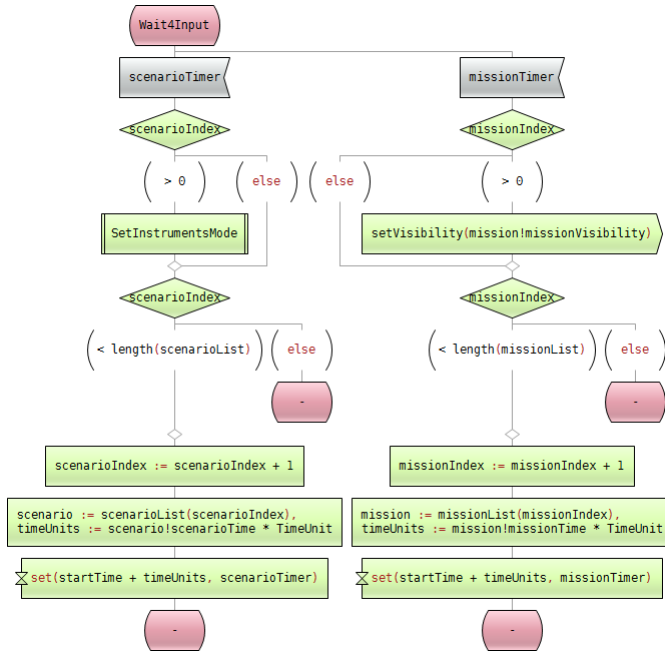 Wait4Input
scenarioTimer
missionTimer
scenarioIndex
missionIndex
( > 0 )
( else )
( else )
( > 0 )
SetInstrumentsMode
setVisibility(mission!missionVisibility)
scenarioIndex
missionIndex
( < length(scenarioList) )
( else )
( < length(missionList) )
( else )
-
-
scenarioIndex := scenarioIndex + 1
missionIndex := missionIndex + 1
scenario := scenarioList(scenarioIndex),
timeUnits := scenario!scenarioTime * TimeUnit
mission := missionList(missionIndex),
timeUnits := mission!missionTime * TimeUnit
set(startTime + timeUnits, scenarioTimer)
set(startTime + timeUnits, missionTimer)
-
-